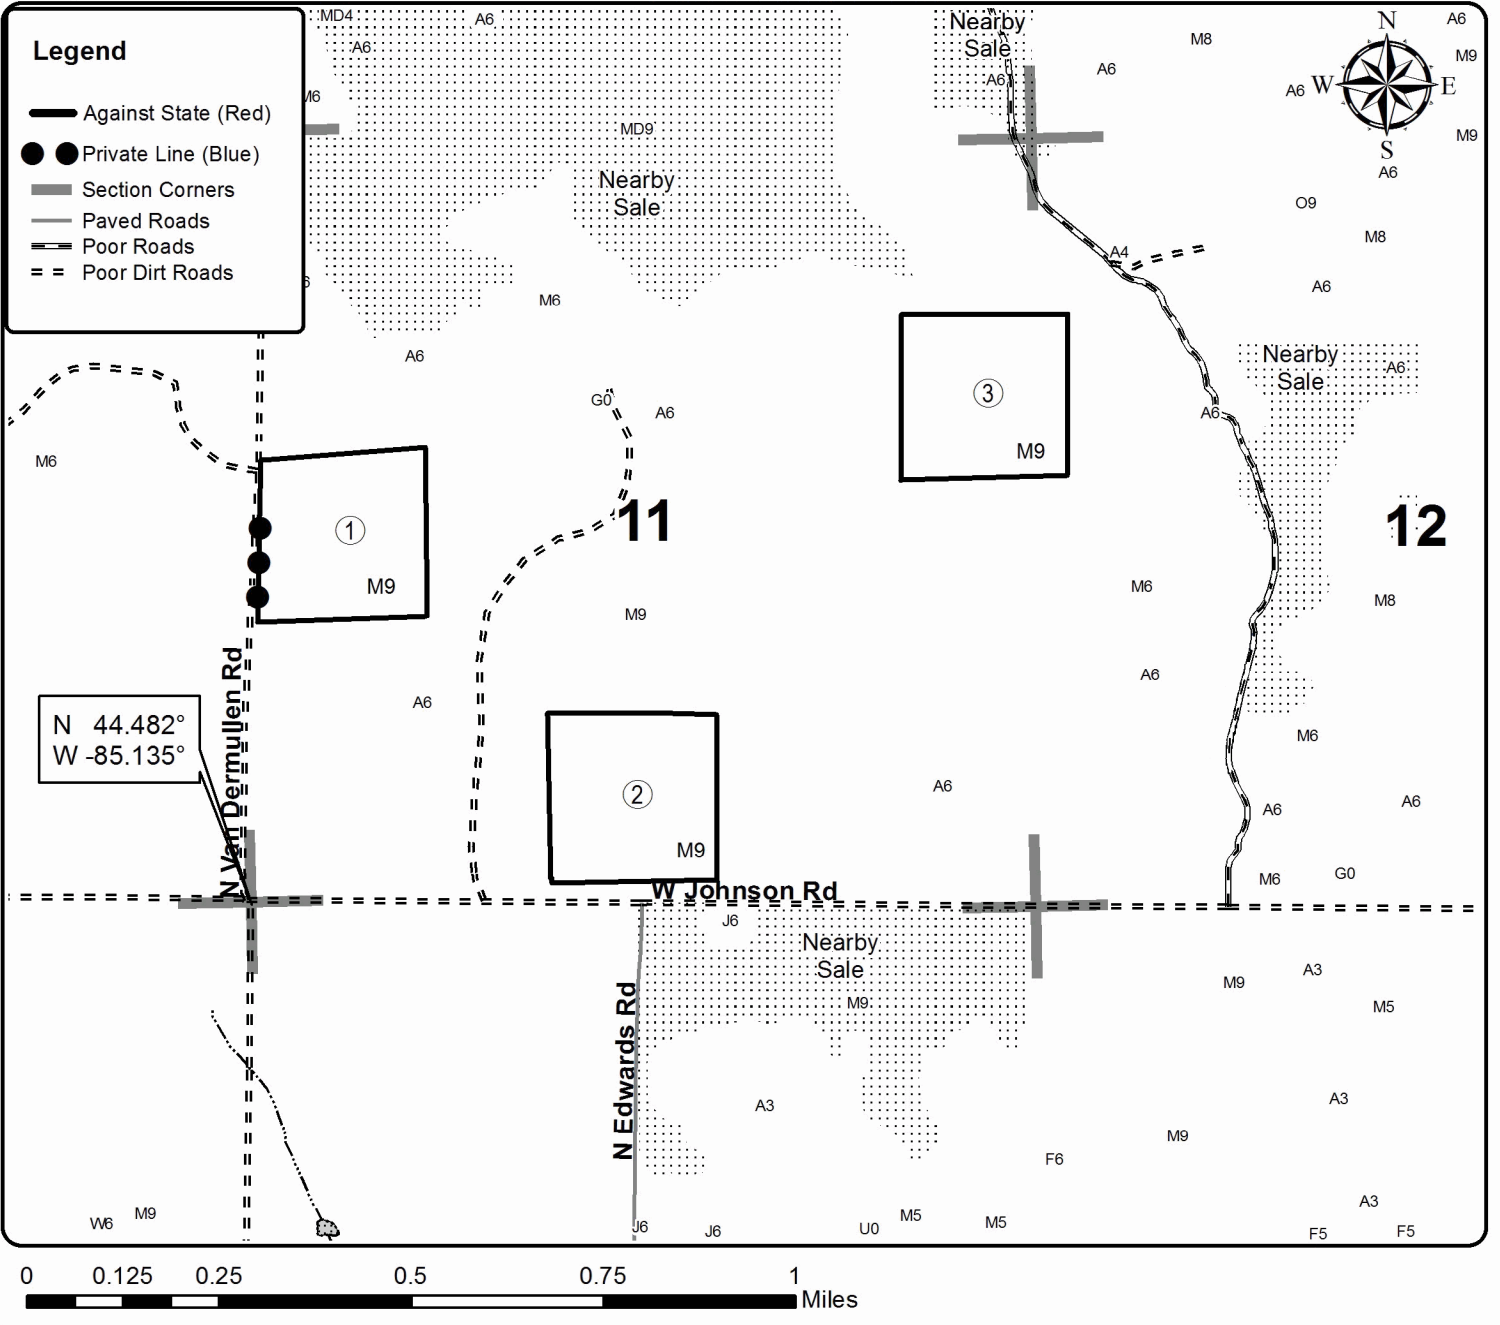 Legend
Against State (Red)
Private Line (Blue)
Section Corners
Paved Roads
Poor Roads
Poor Dirt Roads
MD4
A6
A6
M6
MD9
Nearby
Sale
Nearby
Sale
A6
A6
M8
A6
M9
A6
M9
A6
N
W
E
S
O9
M8
A4
A6
6
M6
A6
G0
A6
M6
Nearby
Sale
A6
A6
3
M9
1
M9
11
12
M9
M6
M8
A6
A6
M6
N Van Dermullen Rd
N 44.482°
W -85.135°
2
M9
A6
A6
A6
M6
G0
W Johnson Rd
J6
Nearby
Sale
M9
N Edwards Rd
M9
A3
M5
A3
A3
M9
F6
A3
W6
M9
J6
J6
U0
M5
M5
F5
F5
0
0.125
0.25
0.5
0.75
1
Miles